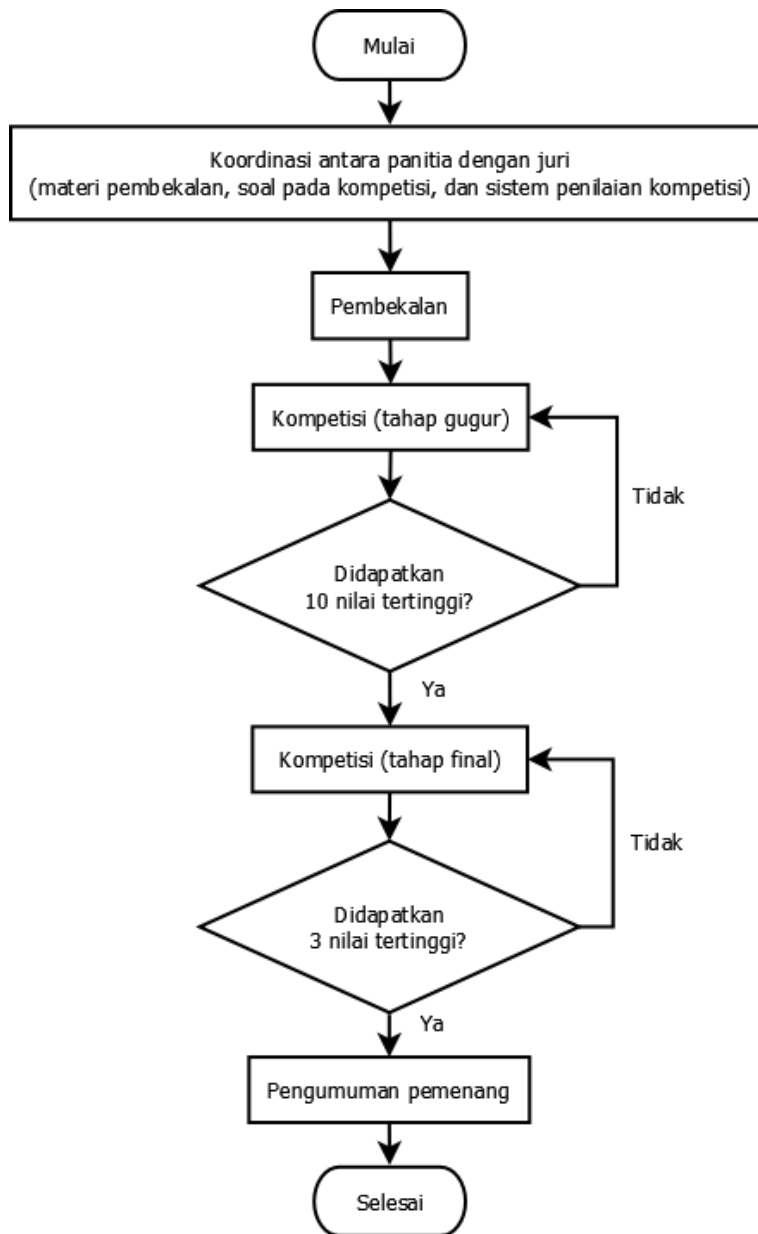 Mulai
Koordinasi antara panitia dengan juri
(materi pembekalan, soal pada kompetisi, dan sistem penilaian kompetisi)
Pembekalan
Kompetisi (tahap gugur)
Tidak
Didapatkan
10 nilai tertinggi?
Ya
Kompetisi (tahap final)
Tidak
Didapatkan
3 nilai tertinggi?
Ya
Pengumuman pemenang
Selesai